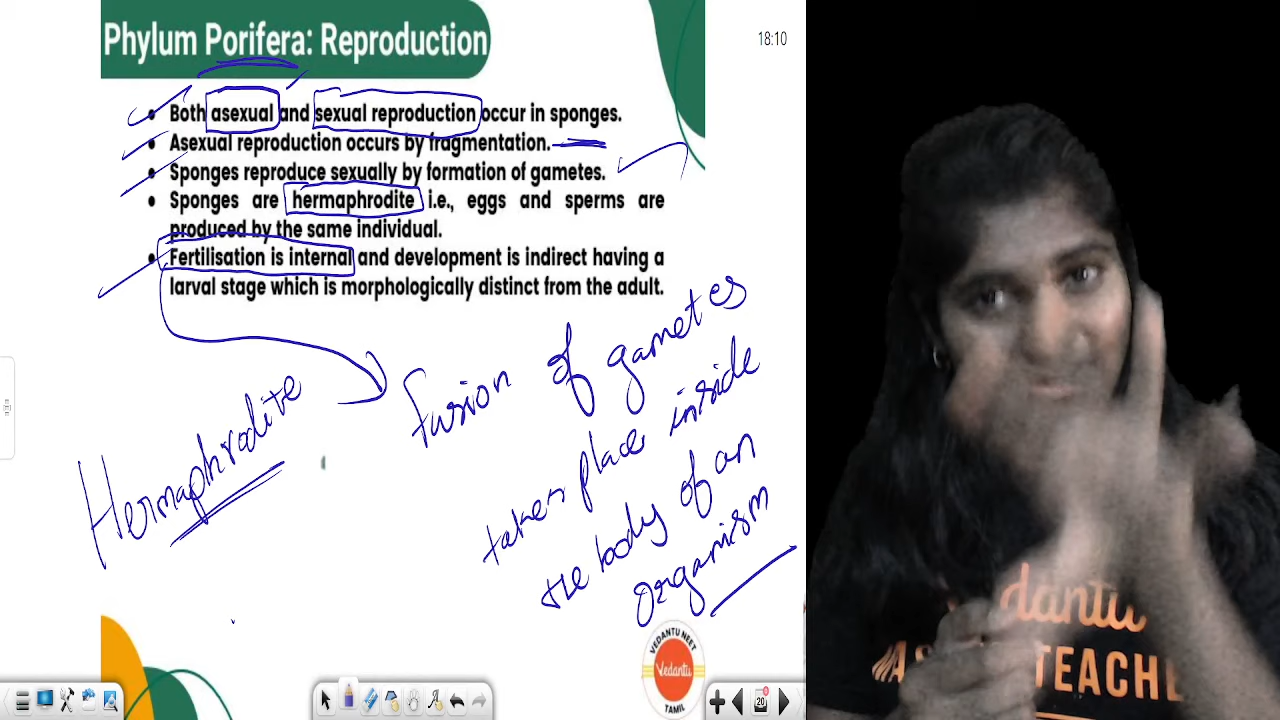 Phylum Porifera: Reproduction
18:10
• Both asexual and sexual reproduction occur in sponges.
• Asexual reproduction occurs by fragmentation.
• Sponges reproduce sexually by formation of gametes.
• Sponges are hermaphrodite i.e., eggs and sperms are
produced by the same individual.
• Fertilisation is internal and development is indirect having a
larval stage which is morphologically distinct from the adult.
Hermaphrodite
Fusion of gametes
takes place inside
the body of an
organism
VEDANTU NEET
Vedantu
TAMIL
20
Vedantu
MASTER TEACHE